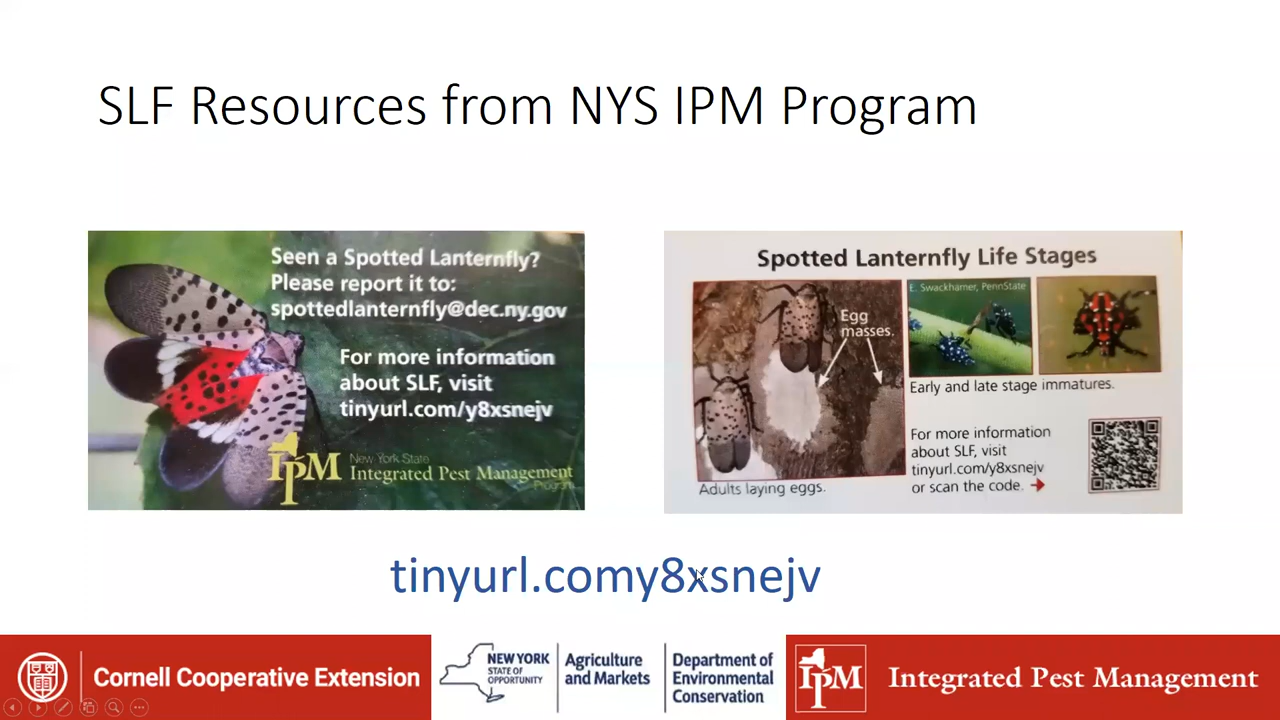 SLF Resources from NYS IPM Program
Seen a Spotted Lanternfly?
Please report it to:
spottedlanternfly@dec.ny.gov
For more information
about SLF, visit
tinyurl.com/y8xsnejv
IPM
New York State
Integrated Pest Management
Program
Spotted Lanternfly Life Stages
Egg
masses.
E. Swackhamer, PennState
Early and late stage immatures.
Adults laying eggs.
For more information
about SLF, visit
tinyurl.com/y8xsnejv
or scan the code.
tinyurl.comy8xsnejv
Cornell Cooperative Extension
NEW YORK
STATE OF
OPPORTUNITY
Agriculture
and Markets
Department of
Environmental
Conservation
IPM
Integrated Pest Management